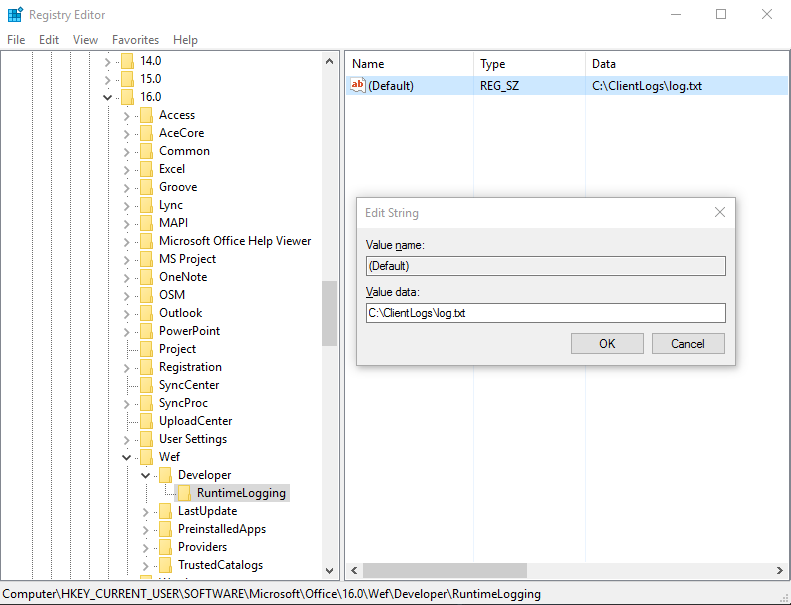 Registry Editor
File Edit View Favorites Help
14.0
15.0
16.0
Access
AceCore
Common
Excel
Groove
Lync
MAPI
Microsoft Office Help Viewer
MS Project
OneNote
OSM
Outlook
PowerPoint
Project
Registration
SyncCenter
SyncProc
UploadCenter
User Settings
Wef
Developer
RuntimeLogging
LastUpdate
PreinstalledApps
Providers
TrustedCatalogs
Name Type Data
ab (Default) REG_SZ C:\ClientLogs\log.txt
Edit String
Value name:
(Default)
Value data:
C:\ClientLogs\log.txt
OK Cancel
Computer\HKEY_CURRENT_USER\SOFTWARE\Microsoft\Office\16.0\Wef\Developer\RuntimeLogging